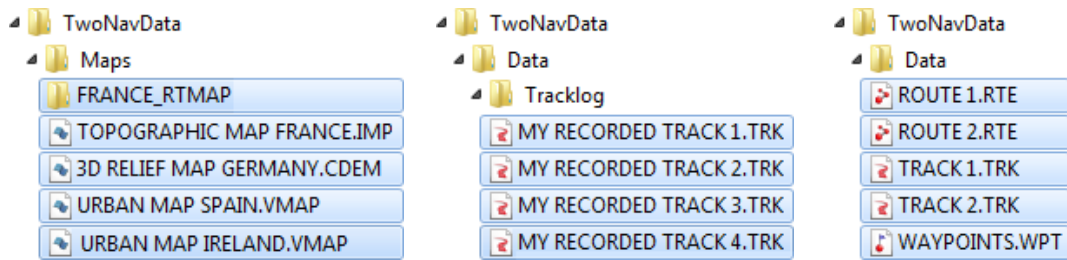 TwoNavData
Maps
FRANCE_RTMAP
TOPOGRAPHIC MAP FRANCE.IMP
3D RELIEF MAP GERMANY.CDEM
URBAN MAP SPAIN.VMAP
URBAN MAP IRELAND.VMAP
TwoNavData
Data
Tracklog
MY RECORDED TRACK 1.TRK
MY RECORDED TRACK 2.TRK
MY RECORDED TRACK 3.TRK
MY RECORDED TRACK 4.TRK
TwoNavData
Data
ROUTE 1.RTE
ROUTE 2.RTE
TRACK 1.TRK
TRACK 2.TRK
WAYPOINTS.WPT